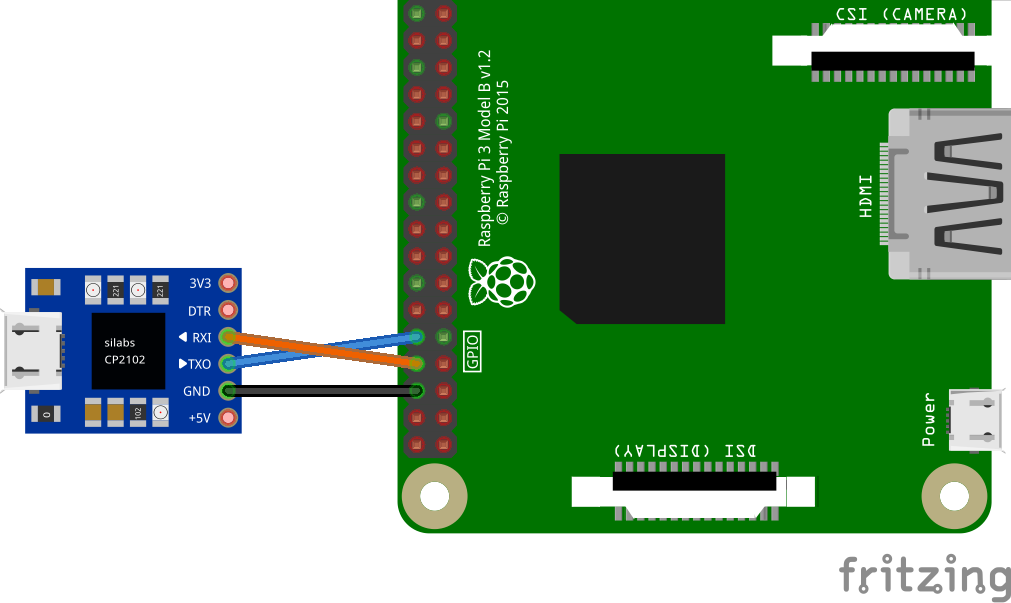 CSI (CAMERA)
Raspberry Pi 3 Model B v1.2
© Raspberry Pi 2015
HDMI
221
221
3V3
DTR
RXI
TXO
GND
+5V
silabs
CP2102
0
102
GPIO
Power
DSI (DISPLAY)
fritzing